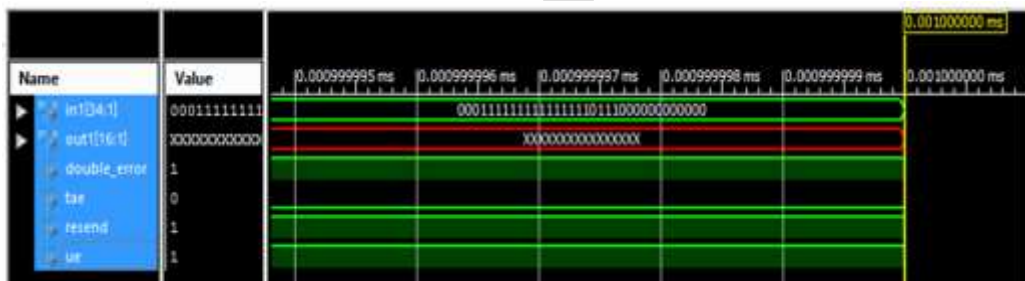 0.001000000 ms
Name Value 0.000999995 ms 0.000999996 ms 0.000999997 ms 0.000999998 ms 0.000999999 ms 0.001000000 ms
in1[34:1] 00011111111
out1[16:1] XXXXXXXXXXX XXXXXXXXXXXXXXXX
double_error 1
tae 0
resend 1
ue 1